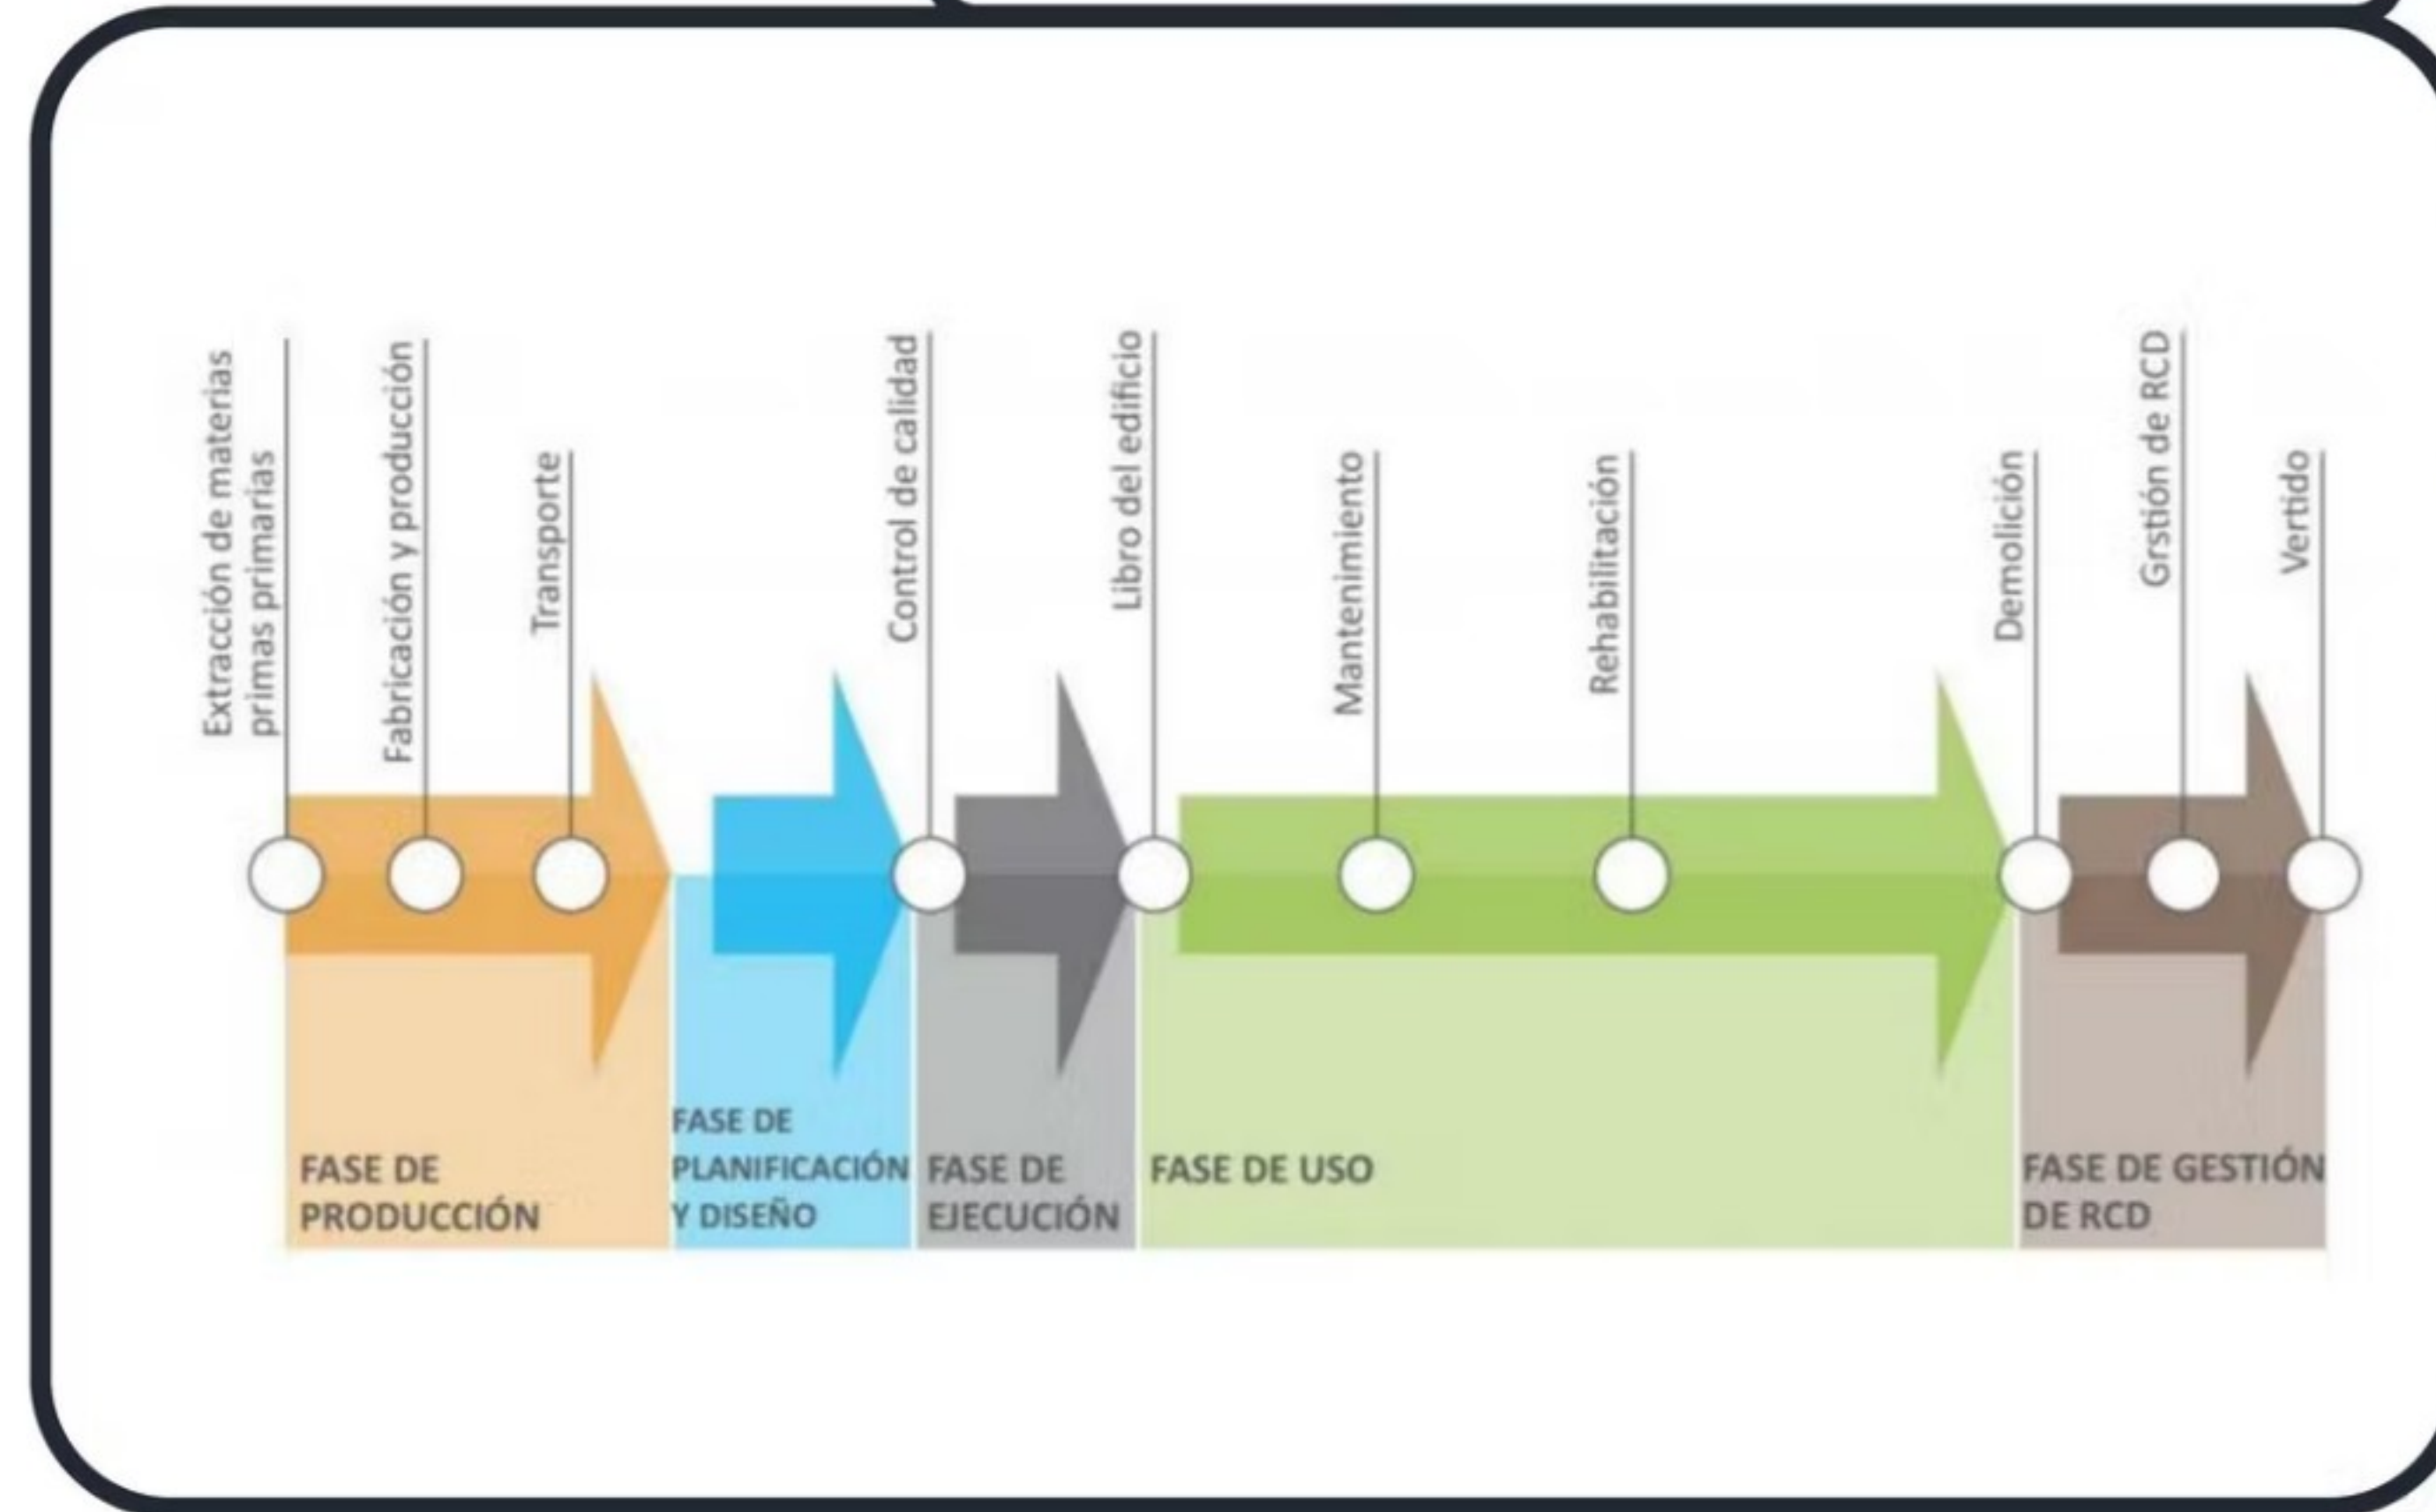 Extracción de materias
primas primarias
Fabricación y producción
Transporte
Control de calidad
Libro del edificio
Mantenimiento
Rehabilitación
Demolición
Grstión de RCD
Vertido
FASE DE
PRODUCCIÓN
FASE DE
PLANIFICACIÓN
Y DISEÑO
FASE DE
EJECUCIÓN
FASE DE USO
FASE DE GESTIÓN
DE RCD